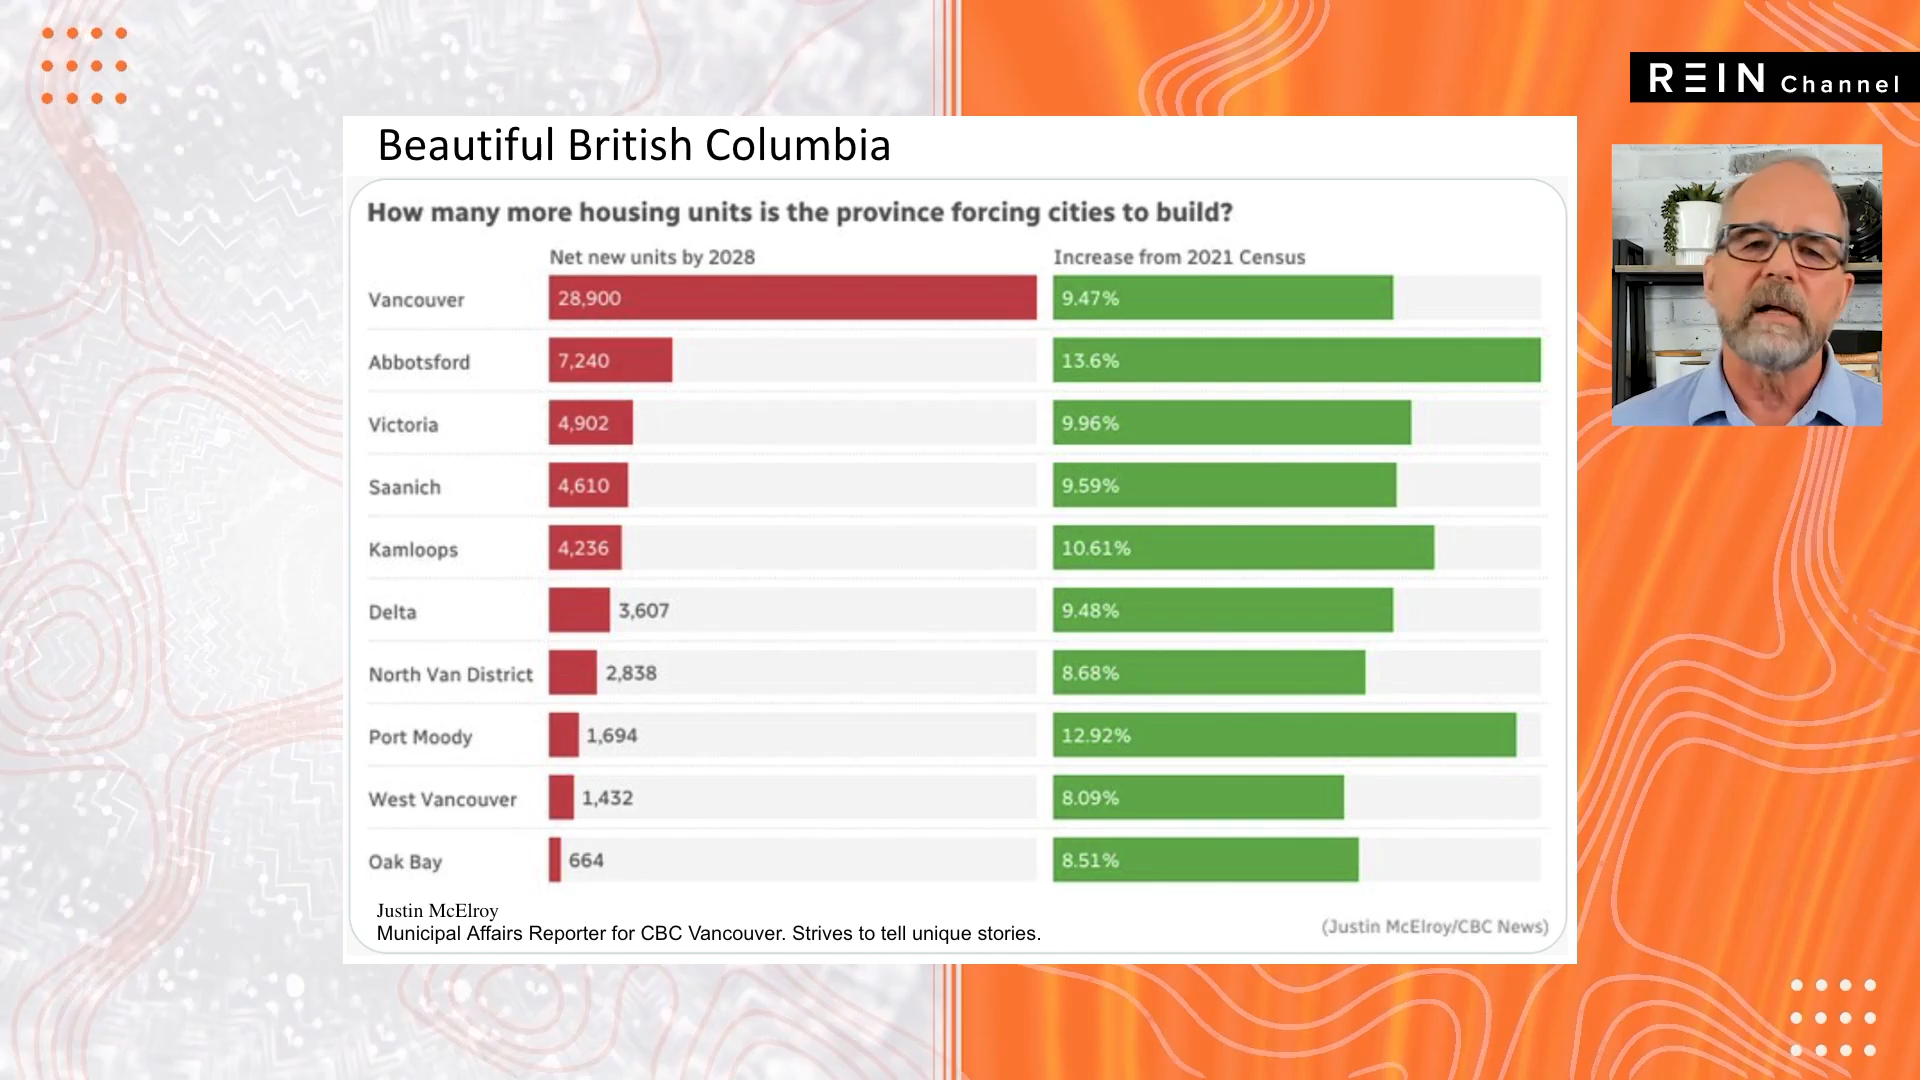 REIN Channel
Beautiful British Columbia
How many more housing units is the province forcing cities to build?
Net new units by 2028 Increase from 2021 Census
Vancouver 28,900 9.47%
Abbotsford 7,240 13.6%
Victoria 4,902 9.96%
Saanich 4,610 9.59%
Kamloops 4,236 10.61%
Delta 3,607 9.48%
North Van District 2,838 8.68%
Port Moody 1,694 12.92%
West Vancouver 1,432 8.09%
Oak Bay 664 8.51%
Justin McElroy
Municipal Affairs Reporter for CBC Vancouver. Strives to tell unique stories.
(Justin McElroy/CBC News)